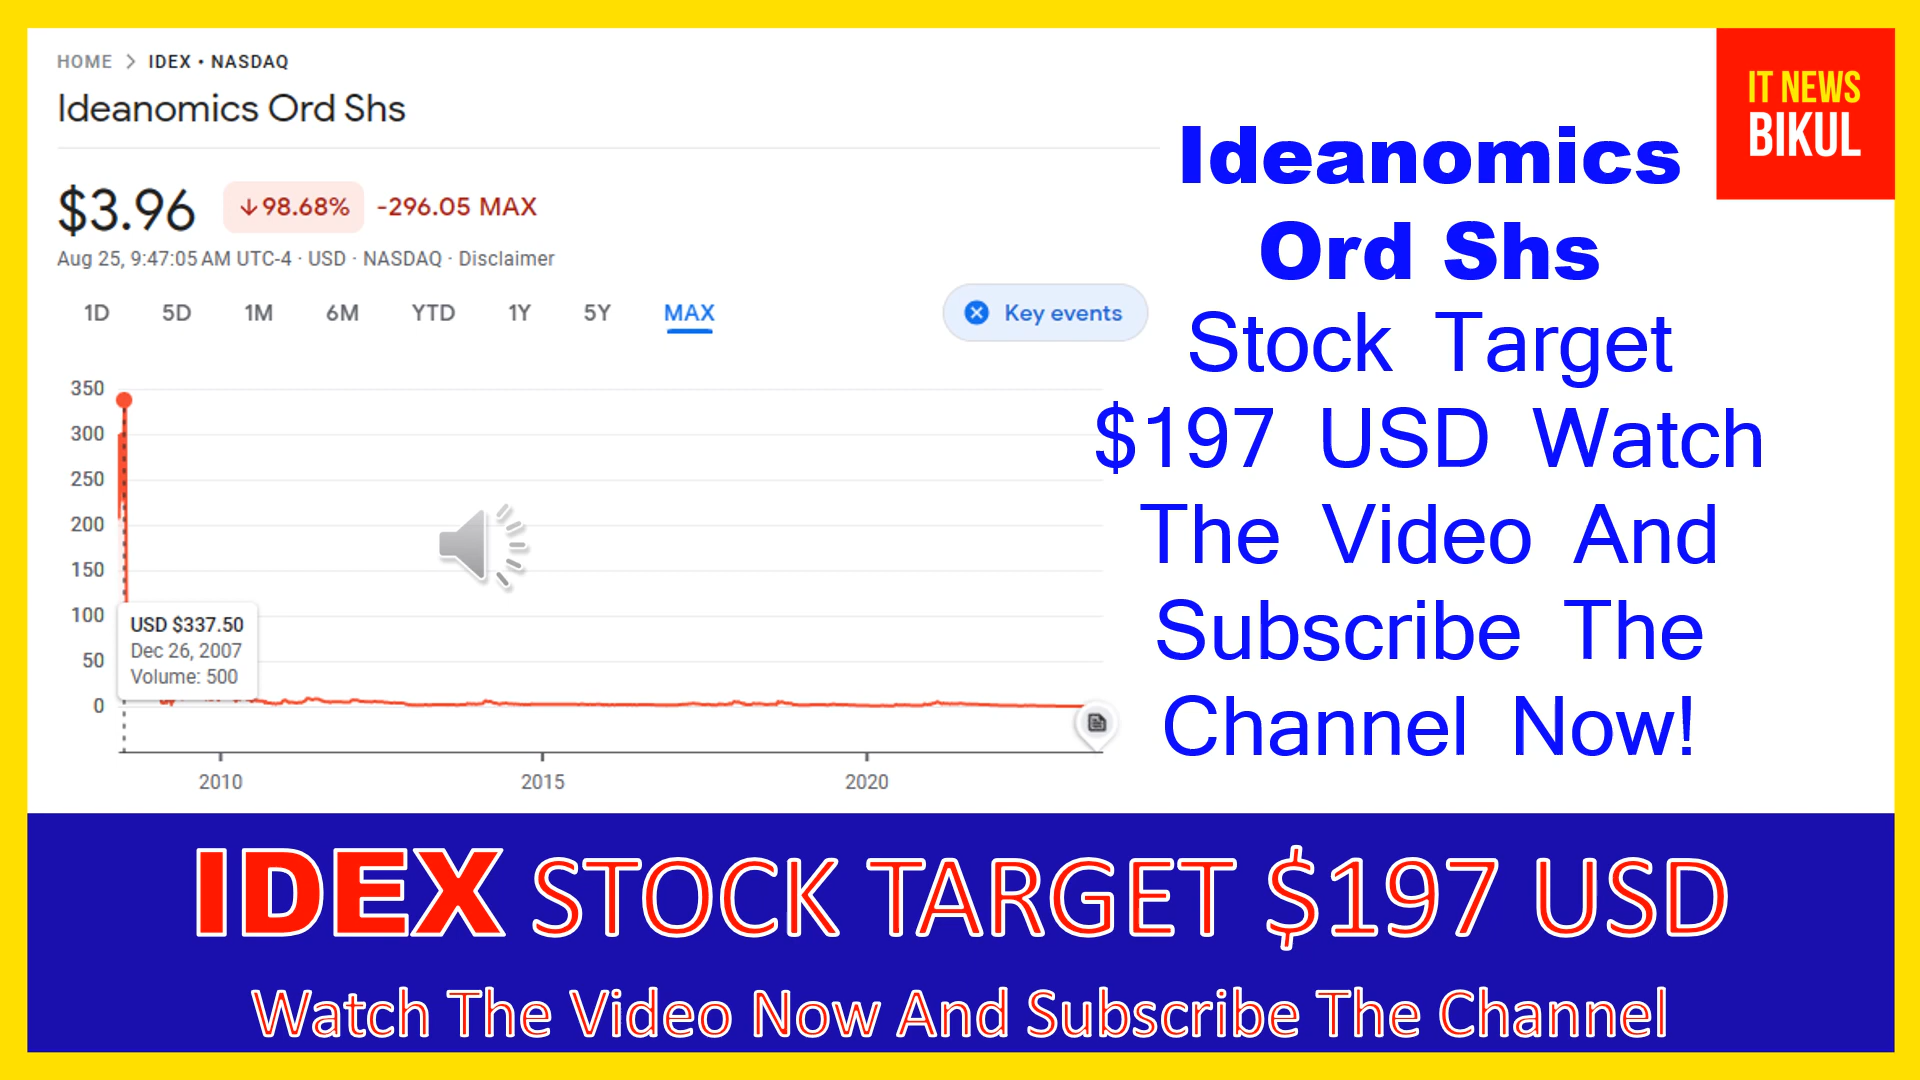 HOME > IDEX • NASDAQ
Ideanomics Ord Shs
$3.96 ↓98.68% -296.05 MAX
Aug 25, 9:47:05 AM UTC-4 · USD · NASDAQ · Disclaimer
1D 5D 1M 6M YTD 1Y 5Y MAX
Key events
350
300
250
200
150
100
50
0
USD $337.50
Dec 26, 2007
Volume: 500
2010 2015 2020
IT NEWS
BIKUL
Ideanomics
Ord Shs
Stock Target
$197 USD Watch
The Video And
Subscribe The
Channel Now!
IDEX STOCK TARGET $197 USD
Watch The Video Now And Subscribe The Channel